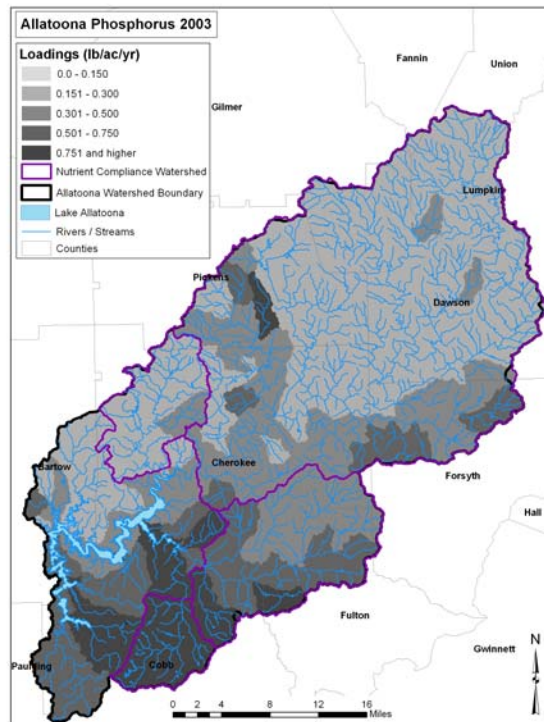 Allatoona Phosphorus 2003
Loadings (lb/ac/yr)
0.0 - 0.150
0.151 - 0.300
0.301 - 0.500
0.501 - 0.750
0.751 and higher
Nutrient Compliance Watershed
Allatoona Watershed Boundary
Lake Allatoona
Rivers / Streams
Counties
Fannin
Union
Gilmer
Lumpkin
Pickens
Dawson
Bartow
Cherokee
Forsyth
Hall
Fulton
Gwinnett
Paulding
Cobb
N
0 2 4 8 12 16
Miles